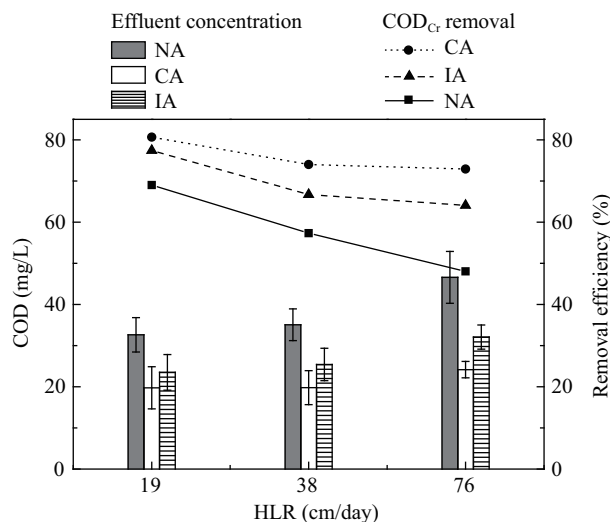 Effluent concentration
NA
CA
IA
COD_Cr removal
CA
IA
NA
80
60
40
20
0
COD (mg/L)
80
60
40
20
0
Removal efficiency (%)
19 38 76
HLR (cm/day)